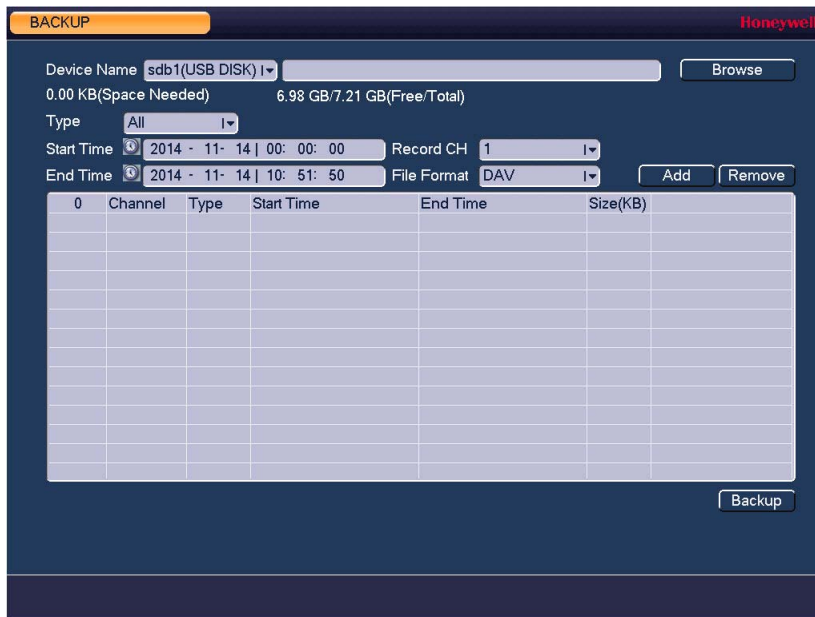 BACKUP Honeywell
Device Name sdb1(USB DISK) Browse
0.00 KB(Space Needed) 6.98 GB/7.21 GB(Free/Total)
Type All
Start Time 2014 - 11- 14 | 00: 00: 00 Record CH 1
End Time 2014 - 11- 14 | 10: 51: 50 File Format DAV Add Remove
0 Channel Type Start Time End Time Size(KB)
Backup